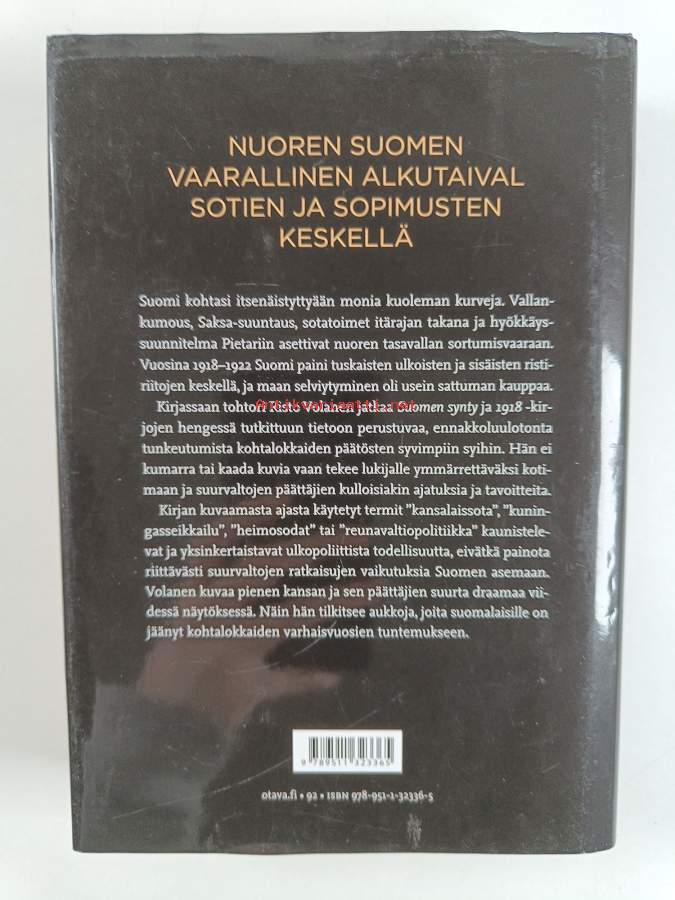 NUOREN SUOMEN
VAARALLINEN ALKUTAIVAL
SOTIEN JA SOPIMUSTEN
KESKELLÄ
Suomi kohtasi itsenäistyttyään monia kuoleman kurveja. Vallan-
kumous, Saksa-suuntaus, sotatoimet itärajan takana ja hyökkäys-
suunnitelma Pietariin asettivat nuoren tasavallan sortumisvaaraan.
Vuosina 1918–1922 Suomi paini tuskaisten ulkoisten ja sisäisten risti-
riitojen keskellä, ja maan selviytyminen oli usein sattuman kauppaa.
Kirjassaan tohtori Risto Volanen jatkaa Suomen synty ja 1918 -kir-
Antikvariaatti.net
jojen hengessä tutkittuun tietoon perustuvaa, ennakkoluulotonta
tunkeutumista kohtalokkaiden päätösten syvimpiin syihin. Hän ei
kumarra tai kaada kuvia vaan tekee lukijalle ymmärrettäväksi koti-
maan ja suurvaltojen päättäjien kulloisiakin ajatuksia ja tavoitteita.
Kirjan kuvaamasta ajasta käytetyt termit ”kansalaissota”, ”kunin-
gasseikkailu”, ”heimosodat” tai ”reunavaltiopolitiikka” kaunistele-
vat ja yksinkertaistavat ulkopoliittista todellisuutta, eivätkä painota
riittävästi suurvaltojen ratkaisujen vaikutuksia Suomen asemaan.
Volanen kuvaa pienen kansan ja sen päättäjien suurta draamaa vii-
dessä näytöksessä. Näin hän tilkitsee aukkoja, joita suomalaisille on
jäänyt kohtalokkaiden varhaisvuosien tuntemukseen.
9 789511 323365
otava.fi • 92 • ISBN 978-951-1-32336-5